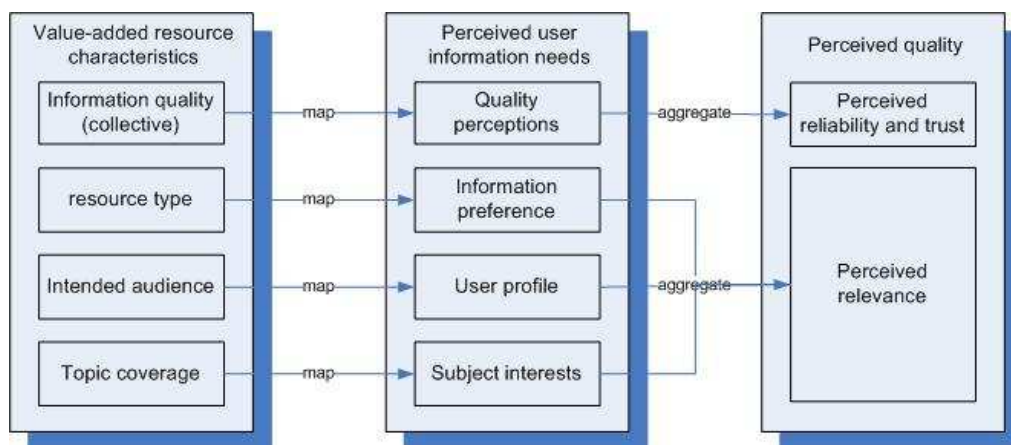 Value-added resource
characteristics
Information quality
(collective)
resource type
Intended audience
Topic coverage
map
map
map
map
Perceived user
information needs
Quality
perceptions
Information
preference
User profile
Subject interests
aggregate
aggregate
Perceived quality
Perceived
reliability and trust
Perceived
relevance